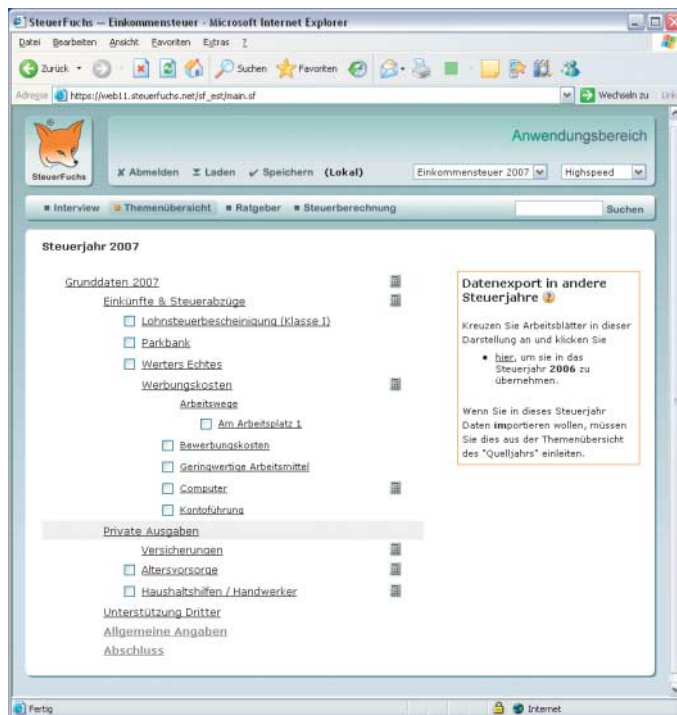 SteuerFuchs — Einkommensteuer - Microsoft Internet Explorer
Datei Bearbeiten Ansicht Favoriten Extras ?
Zurück Suchen Favoriten
Adresse https://web11.steuerfuchs.net/sf_est/main.sf Wechseln zu Links
Anwendungsbereich
SteuerFuchs
Abmelden Laden Speichern (Lokal) Einkommensteuer 2007 Highspeed
Interview Themenübersicht Ratgeber Steuerberechnung Suchen
Steuerjahr 2007
Grunddaten 2007
Einkünfte & Steuerabzüge
Lohnsteuerbescheinigung (Klasse I)
Parkbank
Werters Echtes
Werbungskosten
Arbeitswege
Am Arbeitsplatz 1
Bewerbungskosten
Geringwertige Arbeitsmittel
Computer
Kontoführung
Private Ausgaben
Versicherungen
Altersvorsorge
Haushaltshilfen / Handwerker
Unterstützung Dritter
Allgemeine Angaben
Abschluss
Datenexport in andere
Steuerjahre ?
Kreuzen Sie Arbeitsblätter in dieser
Darstellung an und klicken Sie
• hier, um sie in das
Steuerjahr 2006 zu
übernehmen.
Wenn Sie in dieses Steuerjahr
Daten importieren wollen, müssen
Sie dies aus der Themenübersicht
des "Quelljahrs" einleiten.
Fertig Internet